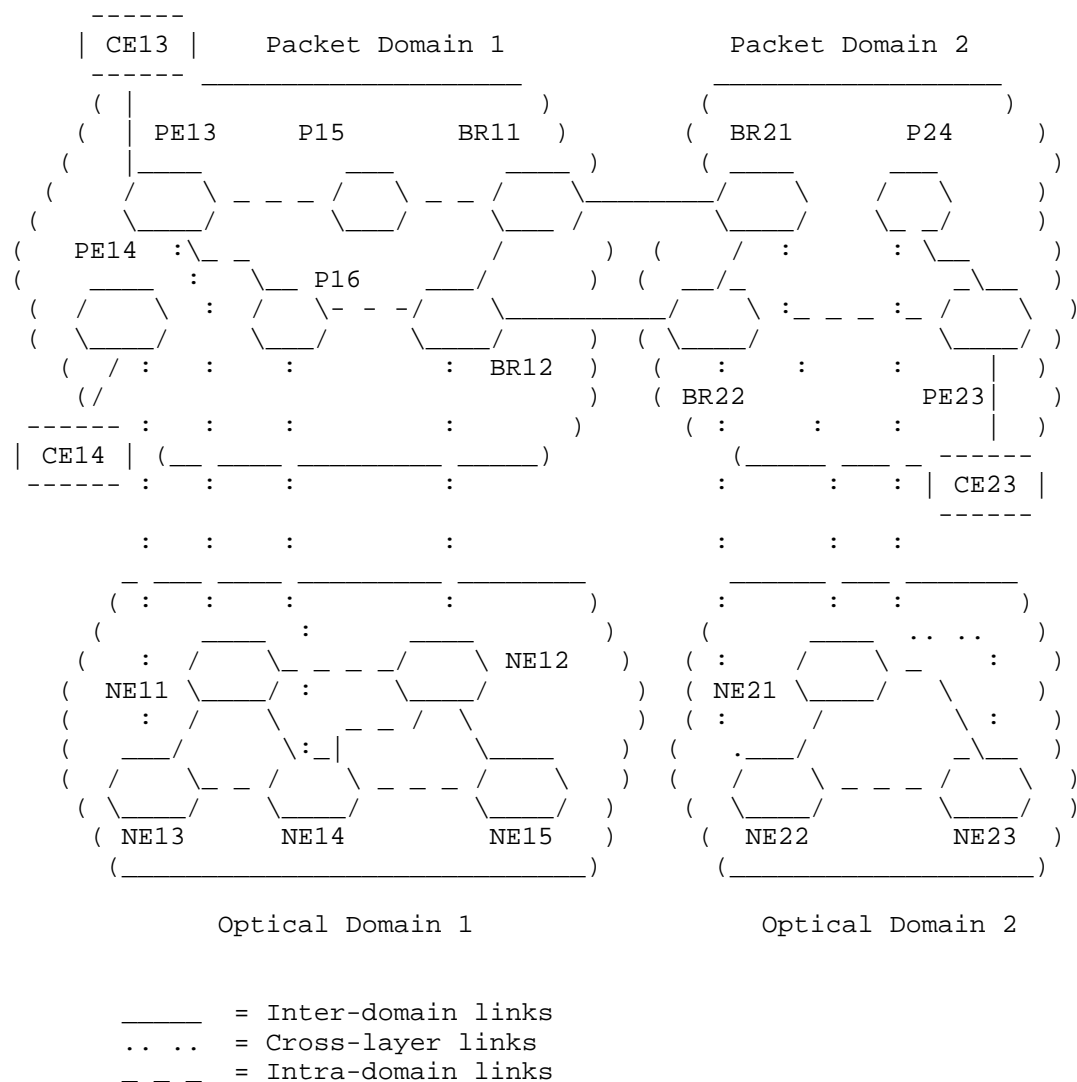 CE13 Packet Domain 1 Packet Domain 2
PE13 P15 BR11 BR21 P24
PE14
P16
BR12
BR22 PE23
CE14
CE23
NE12
NE11 NE21
NE13 NE14 NE15 NE22 NE23
Optical Domain 1 Optical Domain 2
_____ = Inter-domain links
.. .. = Cross-layer links
_ _ _ = Intra-domain links